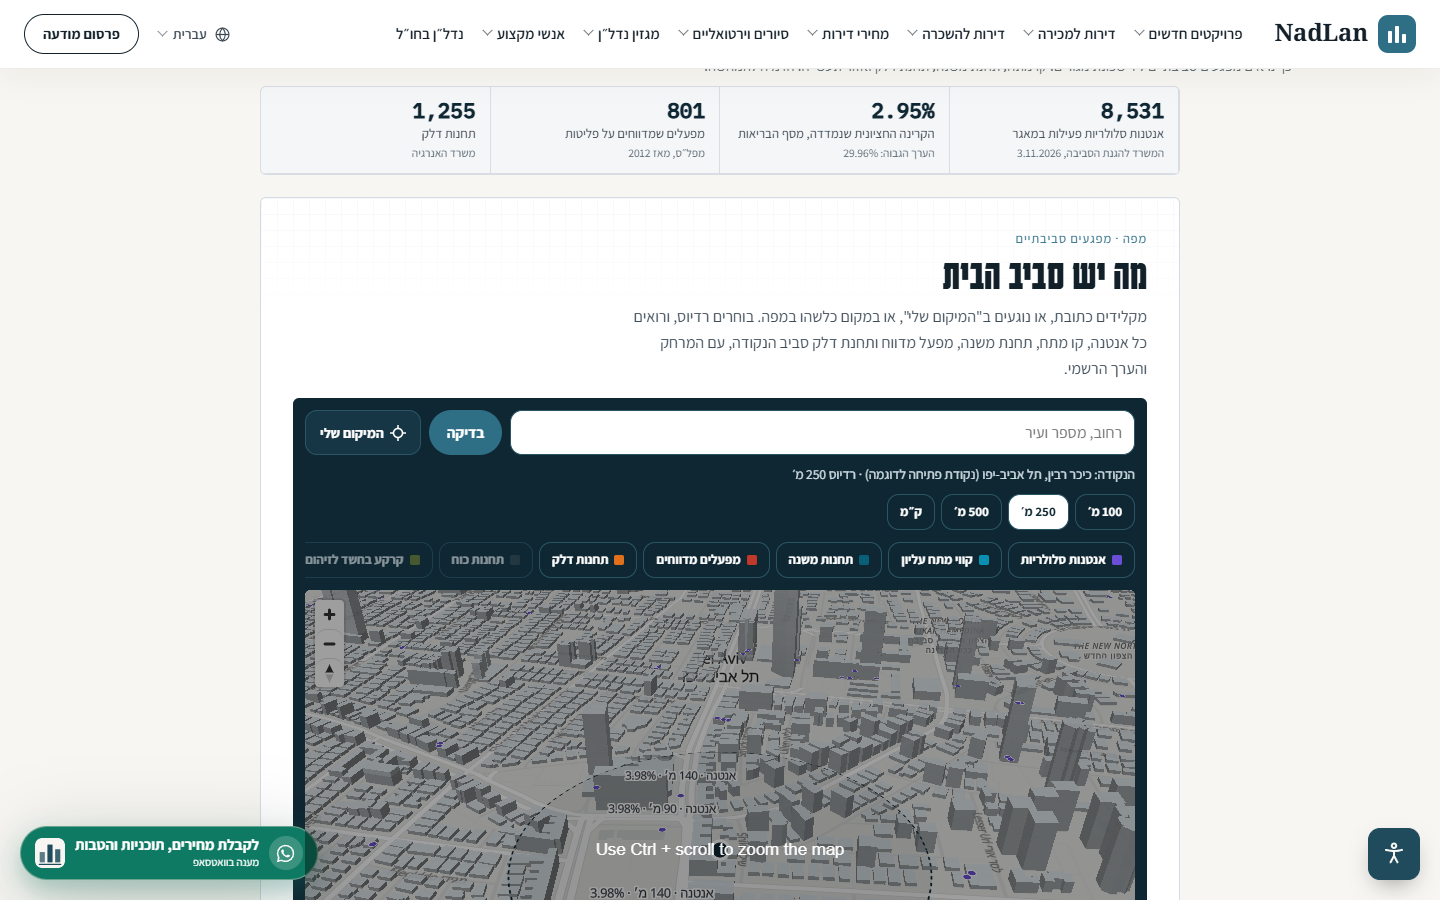 NadLan
פרויקטים חדשים
דירות למכירה
דירות להשכרה
מחירי דירות
סיורים וירטואליים
מגזין נדל״ן
אנשי מקצוע
נדל״ן בחו״ל
עברית
פרסום מודעה
8,531
אנטנות סלולריות פעילות במאגר
המשרד להגנת הסביבה, 3.11.2026
2.95%
הקרינה החציונית שנמדדה, מסף הבריאות
הערך הגבוה: 29.96%
801
מפעלים שמדווחים על פליטות
מפל״ס, מאז 2012
1,255
תחנות דלק
משרד האנרגיה
מפה · מפגעים סביבתיים
מה יש סביב הבית
מקלידים כתובת, או נוגעים ב"המיקום שלי", או במקום כלשהו במפה. בוחרים רדיוס, ורואים
כל אנטנה, קו מתח, תחנת משנה, מפעל מדווח ותחנת דלק סביב הנקודה, עם המרחק
והערך הרשמי.
רחוב, מספר ועיר
בדיקה
המיקום שלי
הנקודה: כיכר רבין, תל אביב-יפו (נקודת פתיחה לדוגמה) · רדיוס 250 מ׳
100 מ׳
250 מ׳
500 מ׳
ק״מ
אנטנות סלולריות
קווי מתח עליון
תחנות משנה
מפעלים מדווחים
תחנות דלק
תחנות כוח
קרקע בחשד לזיהום
THE NEW NORT
הצפון החדש
אנטנה · 140 מ׳ · 3.98%
אנטנה · 90 מ׳ · 3.98%
Use Ctrl + scroll to zoom the map
אנטנה · 140 מ׳ · 3.98%
לקבלת מחירים, תוכניות והטבות
מענה בוואטסאפ